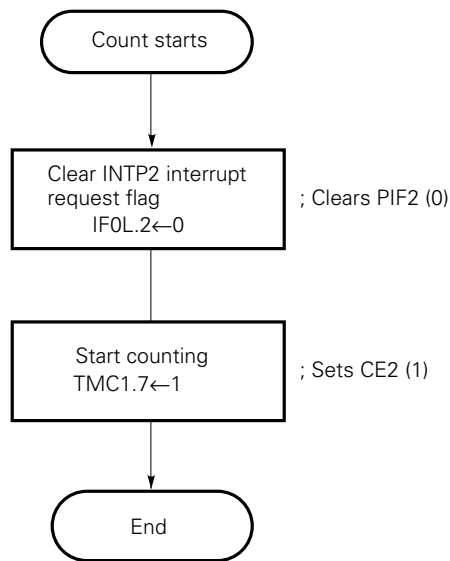 Count starts
Clear INTP2 interrupt
request flag
IF0L.2←0
; Clears PIF2 (0)
Start counting
TMC1.7←1
; Sets CE2 (1)
End